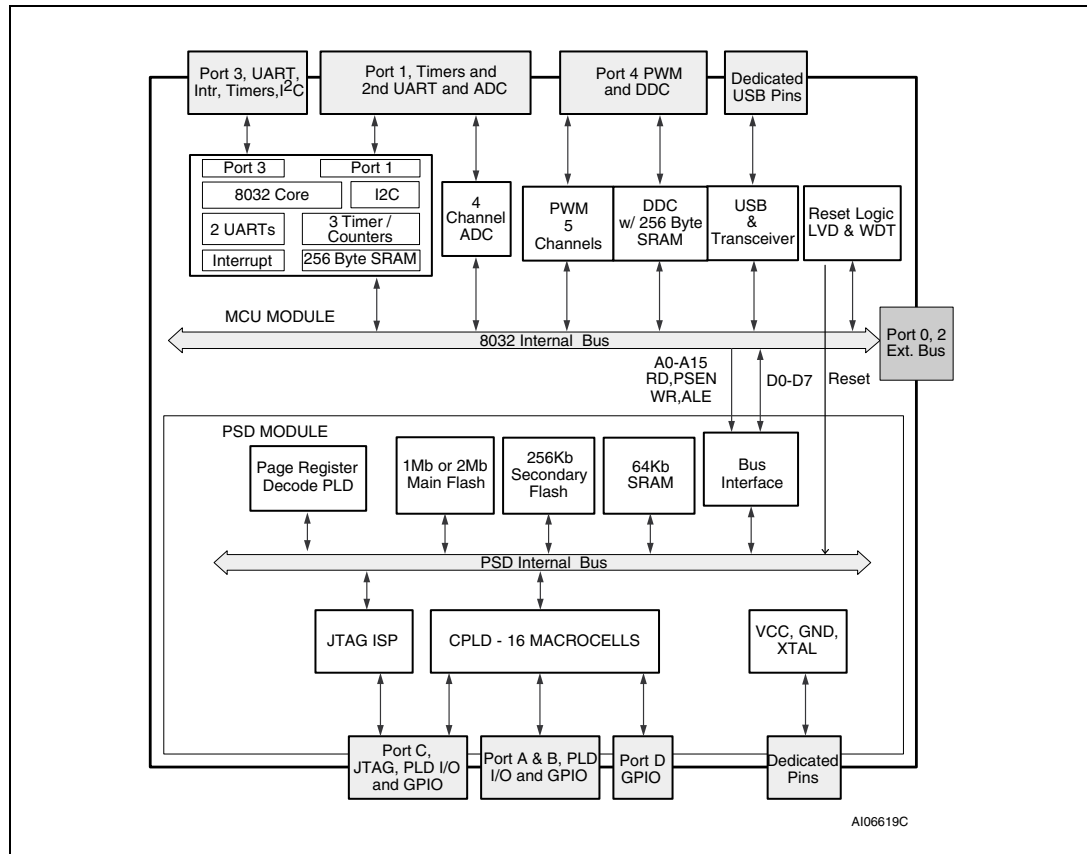 Port 3, UART,
Intr, Timers,I2C
Port 1, Timers and
2nd UART and ADC
Port 4 PWM
and DDC
Dedicated
USB Pins
Port 3
Port 1
8032 Core
I2C
2 UARTs
3 Timer /
Counters
Interrupt
256 Byte SRAM
4
Channel
ADC
PWM
5
Channels
DDC
w/ 256 Byte
SRAM
USB
&
Transceiver
Reset Logic
LVD & WDT
MCU MODULE
8032 Internal Bus
Port 0, 2
Ext. Bus
A0-A15
RD,PSEN
WR,ALE
D0-D7
Reset
PSD MODULE
Page Register
Decode PLD
1Mb or 2Mb
Main Flash
256Kb
Secondary
Flash
64Kb
SRAM
Bus
Interface
PSD Internal Bus
JTAG ISP
CPLD - 16 MACROCELLS
VCC, GND,
XTAL
Port C,
JTAG, PLD I/O
and GPIO
Port A & B, PLD
I/O and GPIO
Port D
GPIO
Dedicated
Pins
AI06619C